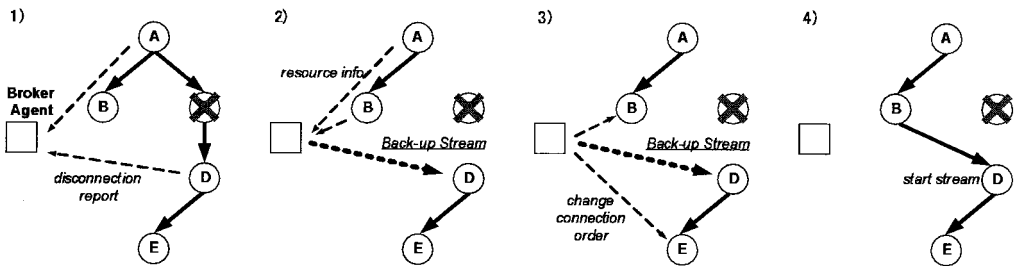 1)
A
Broker
Agent
B
disconnection
report
D
E
2)
A
resource info
B
Back-up Stream
D
E
3)
A
B
Back-up Stream
D
change
connection
order
E
4)
A
B
start stream
D
E